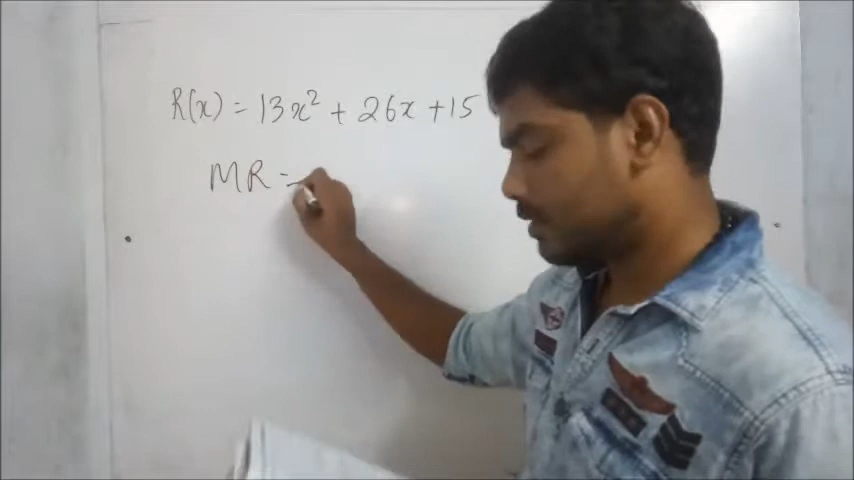 R(x) = 13x² + 26x + 15
MR =